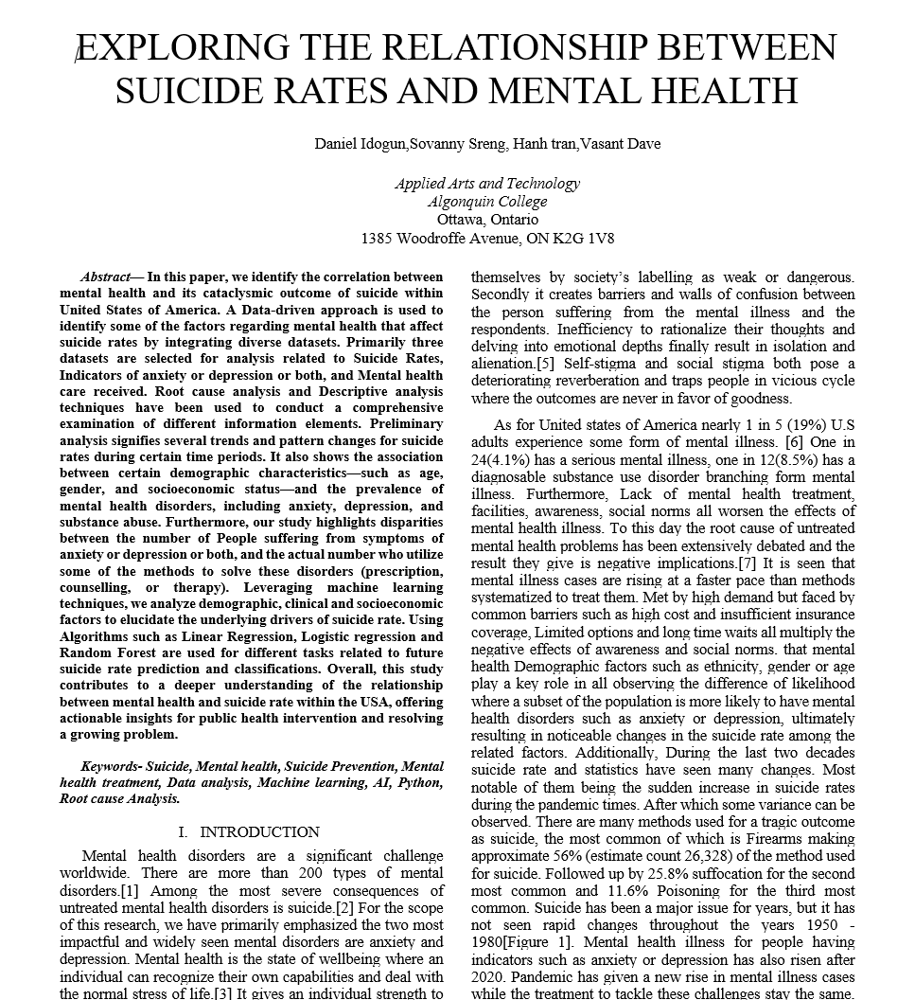 EXPLORING THE RELATIONSHIP BETWEEN
SUICIDE RATES AND MENTAL HEALTH
Daniel Idogun,Sovanny Sreng, Hanh tran,Vasant Dave
Applied Arts and Technology
Algonquin College
Ottawa, Ontario
1385 Woodroffe Avenue, ON K2G 1V8
Abstract— In this paper, we identify the correlation between
mental health and its cataclysmic outcome of suicide within
United States of America. A Data-driven approach is used to
identify some of the factors regarding mental health that affect
suicide rates by integrating diverse datasets. Primarily three
datasets are selected for analysis related to Suicide Rates,
Indicators of anxiety or depression or both, and Mental health
care received. Root cause analysis and Descriptive analysis
techniques have been used to conduct a comprehensive
examination of different information elements. Preliminary
analysis signifies several trends and pattern changes for suicide
rates during certain time periods. It also shows the association
between certain demographic characteristics—such as age,
gender, and socioeconomic status—and the prevalence of
mental health disorders, including anxiety, depression, and
substance abuse. Furthermore, our study highlights disparities
between the number of People suffering from symptoms of
anxiety or depression or both, and the actual number who utilize
some of the methods to solve these disorders (prescription,
counselling, or therapy). Leveraging machine learning
techniques, we analyze demographic, clinical and socioeconomic
factors to elucidate the underlying drivers of suicide rate. Using
Algorithms such as Linear Regression, Logistic regression and
Random Forest are used for different tasks related to future
suicide rate prediction and classifications. Overall, this study
contributes to a deeper understanding of the relationship
between mental health and suicide rate within the USA, offering
actionable insights for public health intervention and resolving
a growing problem.
Keywords- Suicide, Mental health, Suicide Prevention, Mental
health treatment, Data analysis, Machine learning, AI, Python,
Root cause Analysis.
I. INTRODUCTION
Mental health disorders are a significant challenge
worldwide. There are more than 200 types of mental
disorders.[1] Among the most severe consequences of
untreated mental health disorders is suicide.[2] For the scope
of this research, we have primarily emphasized the two most
impactful and widely seen mental disorders are anxiety and
depression. Mental health is the state of wellbeing where an
individual can recognize their own capabilities and deal with
the normal stress of life.[3] It gives an individual strength to
themselves by society’s labelling as weak or dangerous.
Secondly it creates barriers and walls of confusion between
the person suffering from the mental illness and the
respondents. Inefficiency to rationalize their thoughts and
delving into emotional depths finally result in isolation and
alienation.[5] Self-stigma and social stigma both pose a
deteriorating reverberation and traps people in vicious cycle
where the outcomes are never in favor of goodness.
As for United states of America nearly 1 in 5 (19%) U.S
adults experience some form of mental illness. [6] One in
24(4.1%) has a serious mental illness, one in 12(8.5%) has a
diagnosable substance use disorder branching form mental
illness. Furthermore, Lack of mental health treatment,
facilities, awareness, social norms all worsen the effects of
mental health illness. To this day the root cause of untreated
mental health problems has been extensively debated and the
result they give is negative implications.[7] It is seen that
mental illness cases are rising at a faster pace than methods
systematized to treat them. Met by high demand but faced by
common barriers such as high cost and insufficient insurance
coverage, Limited options and long time waits all multiply the
negative effects of awareness and social norms. that mental
health Demographic factors such as ethnicity, gender or age
play a key role in all observing the difference of likelihood
where a subset of the population is more likely to have mental
health disorders such as anxiety or depression, ultimately
resulting in noticeable changes in the suicide rate among the
related factors. Additionally, During the last two decades
suicide rate and statistics have seen many changes. Most
notable of them being the sudden increase in suicide rates
during the pandemic times. After which some variance can be
observed. There are many methods used for a tragic outcome
as suicide, the most common of which is Firearms making
approximate 56% (estimate count 26,328) of the method used
for suicide. Followed up by 25.8% suffocation for the second
most common and 11.6% Poisoning for the third most
common. Suicide has been a major issue for years, but it has
not seen rapid changes throughout the years 1950 -
1980[Figure 1]. Mental health illness for people having
indicators such as anxiety or depression has also risen after
2020. Pandemic has given a new rise in mental illness cases
while the treatment to tackle these challenges stay the same.